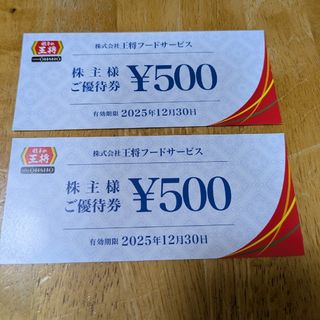 餃子の
王将
OHSHO
株式会社 王将フードサービス
株主様
ご優待券
¥500
有効期限 2025年12月30日
餃子の
王将
OHSHO
株式会社 王将フードサービス
株主様
ご優待券
¥500
有効期限 2025年12月30日